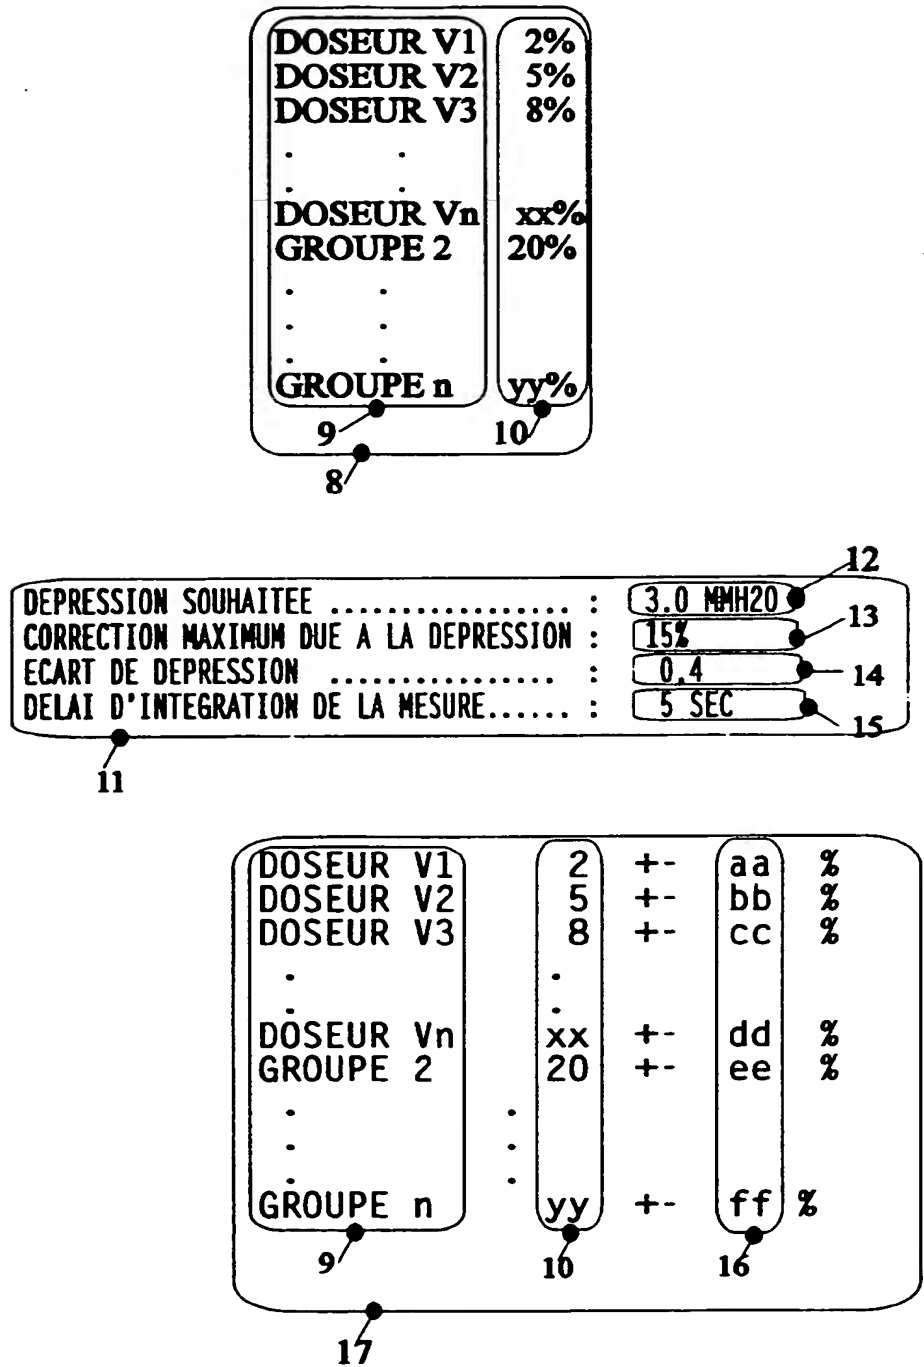 DOSEUR V1 2%
DOSEUR V2 5%
DOSEUR V3 8%
. .
. .
DOSEUR Vn xx%
GROUPE 2 20%
. .
. .
. .
GROUPE n yy%
9 10
8
12
DEPRESSION SOUHAITEE ................. : 3.0 MMH20
13
CORRECTION MAXIMUM DUE A LA DEPRESSION : 15%
ECART DE DEPRESSION ................ : 0,4
14
DELAI D'INTEGRATION DE LA MESURE...... : 5 SEC
15
11
DOSEUR V1 2 +- aa %
DOSEUR V2 5 +- bb %
DOSEUR V3 8 +- cc %
. .
. .
DOSEUR Vn xx +- dd %
GROUPE 2 20 +- ee %
. .
. .
. .
GROUPE n yy +- ff %
9 10 16
17